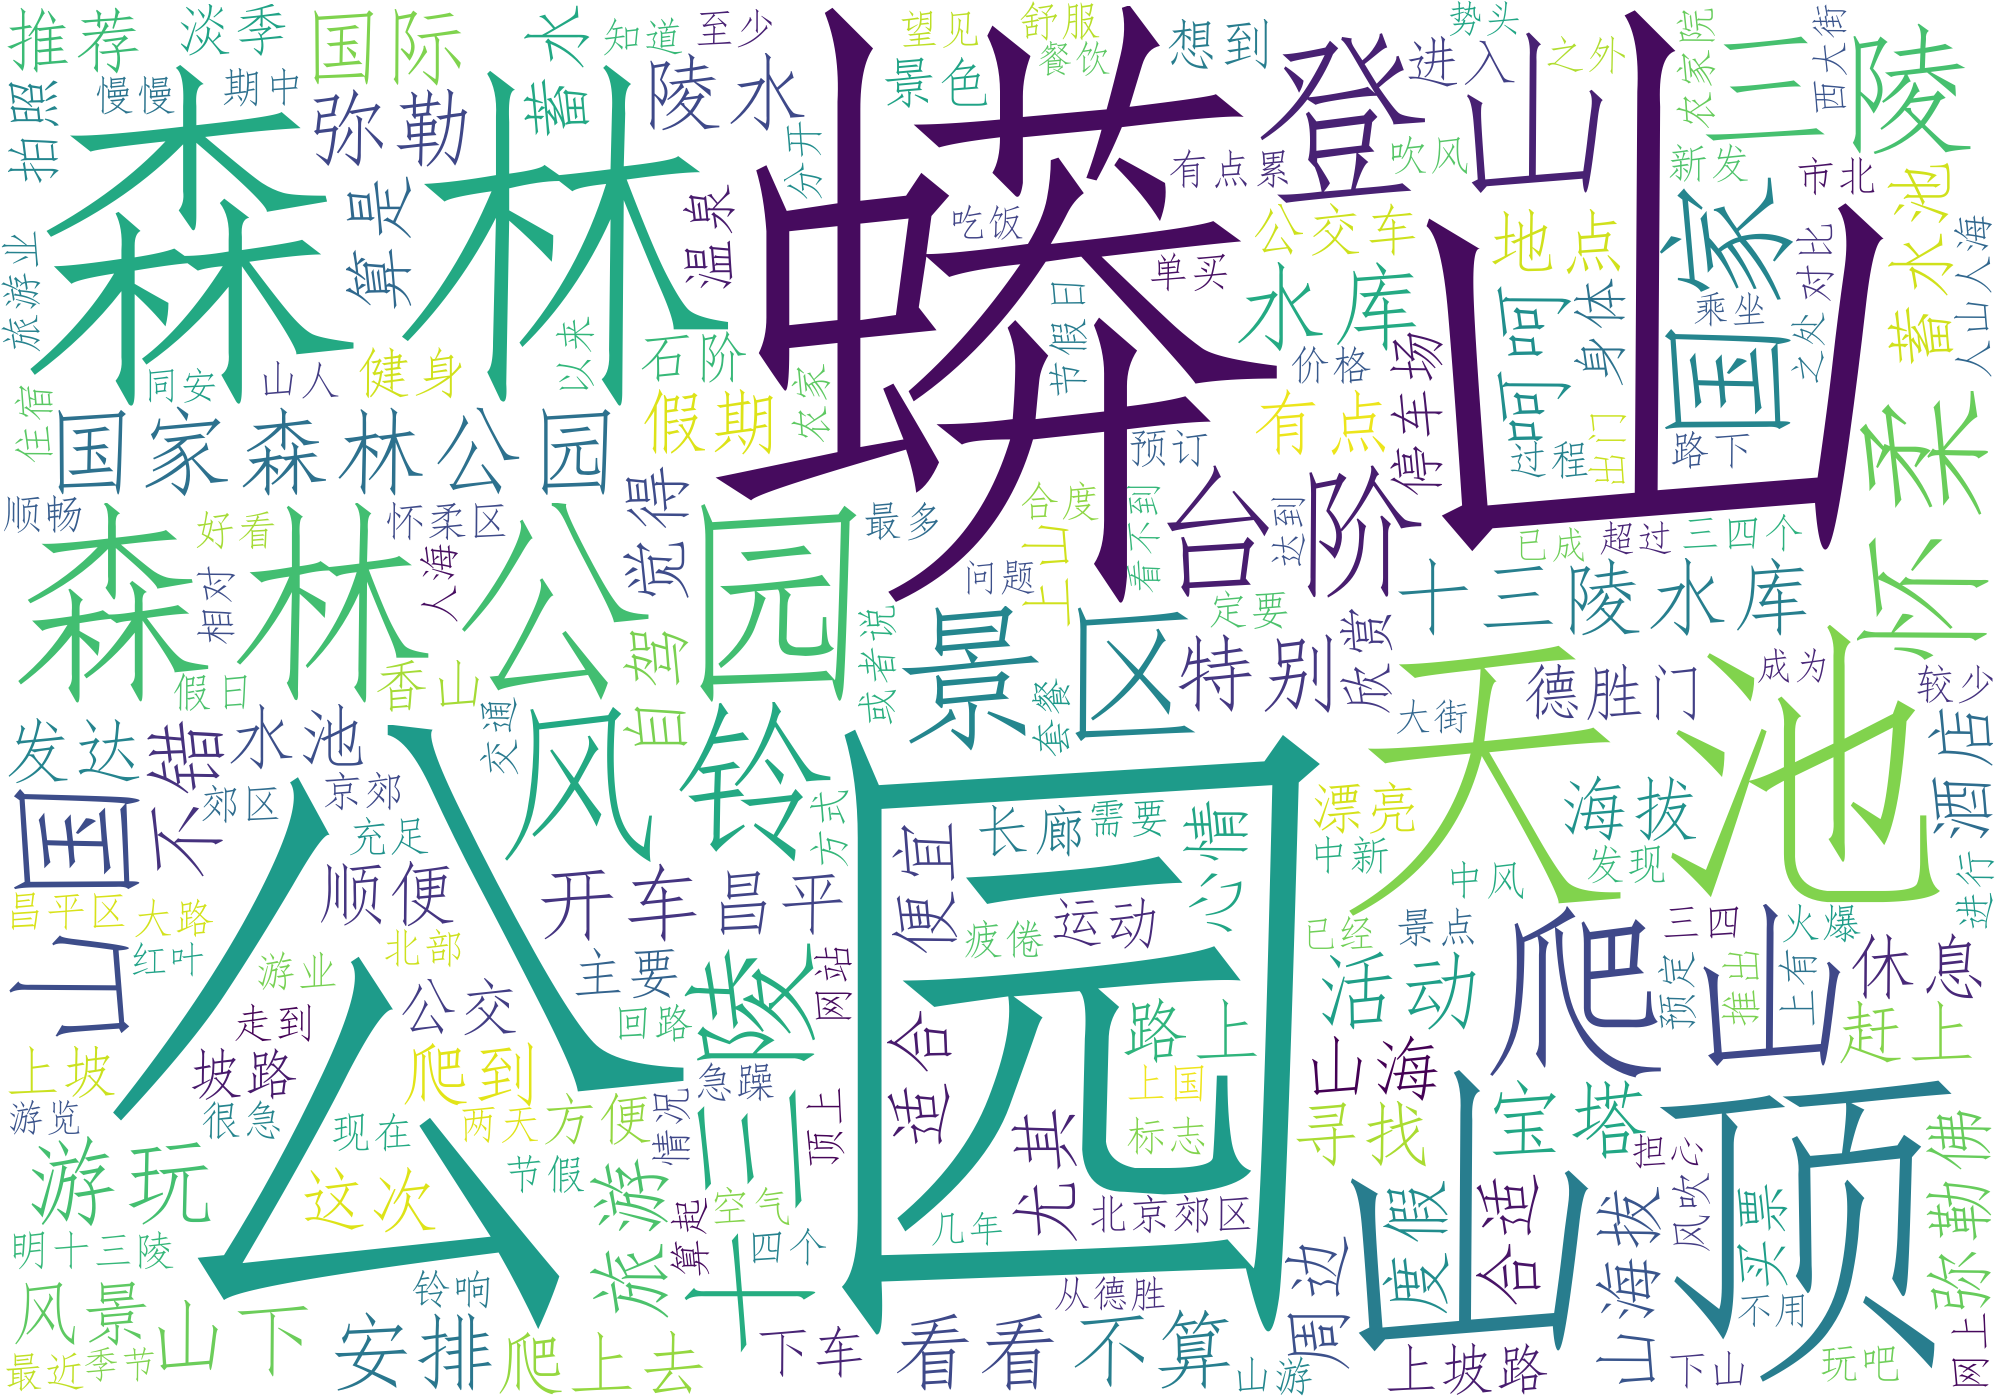 推荐
淡季
国际
蓄水
知道
至少
望见
舒服
想到
势头
之外
农家院
西大街
三陵
慢慢
期中
弥勒
陵水
景色
餐饮
登山
进入
拍照
森林
蟒山
分开
有点累
吹风
新发
市北
蓄水池
算是
温泉
吃饭
公交车
地点
国家
旅游业
单买
对比
人山人海
呵呵
身体
乘坐
水库
节假日
以来
石阶
价格
停车场
之处
住宿
同安
山人
健身
假期
农家
有点
出门
怀柔
国家森林公园
预订
过程
路下
顺畅
好看
怀柔区
觉得
最多
合度
看不到
台阶
达到
已成
超过
三四个
森林公园
人海
上山
问题
十三陵水库
相对
定要
欣赏
自驾
或者说
景区
特别
天池
假日
香山
德胜门
成为
较少
套餐
大街
发达
不错
水池
交通
风铃
酒店
郊区
京郊
充足
公园
方式
长廊
需要
心情
漂亮
中新
海拔
发现
中风
国山
顺便
开车
昌平
便宜
进行
昌平区
大路
红叶
北部
疲倦
运动
已经
景点
三四
火爆
爬山
休息
游业
主要
网站
活动
预定
推出
上有
公交
走到
回路
十三陵
适合
路上
赶上
上坡
坡路
爬到
急躁
山海
上国
宝塔
游览
很急
现在
两天
方便
情况
顶上
尤其
标志
寻找
山顶
担心
弥勒佛
游玩
节假
这次
旅游
空气
算起
北京郊区
度假
合适
风吹
买票
明十三陵
四个
几年
周边
山海拔
风景
铃响
从德胜
不用
山下
安排
爬上去
下车
看看
不算
最近
季节
山游
上坡路
下山
玩吧
网上